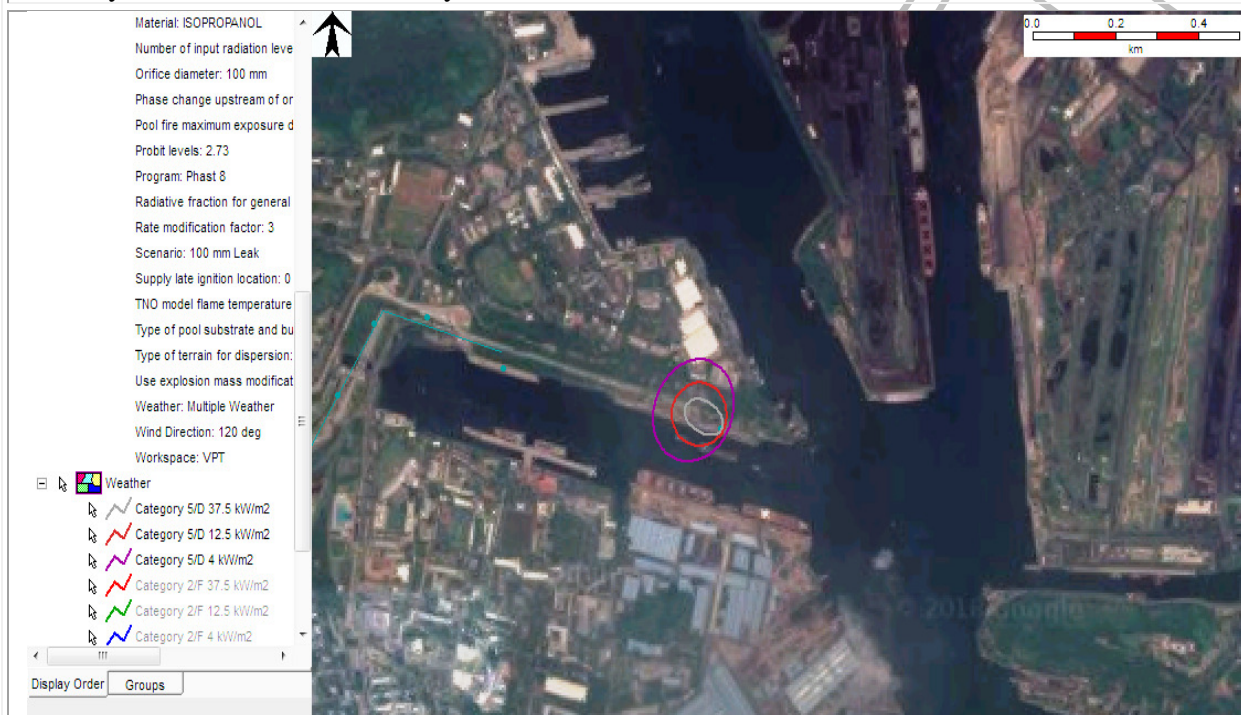 Material: ISOPROPANOL
Number of input radiation leve
Orifice diameter: 100 mm
Phase change upstream of or
Pool fire maximum exposure d
Probit levels: 2.73
Program: Phast 8
Radiative fraction for general
Rate modification factor: 3
Scenario: 100 mm Leak
Supply late ignition location: 0
TNO model flame temperature
Type of pool substrate and bu
Type of terrain for dispersion:
Use explosion mass modificat
Weather: Multiple Weather
Wind Direction: 120 deg
Workspace: VPT
Weather
Category 5/D 37.5 kW/m2
Category 5/D 12.5 kW/m2
Category 5/D 4 kW/m2
Category 2/F 37.5 kW/m2
Category 2/F 12.5 kW/m2
Category 2/F 4 kW/m2
Display Order Groups
0.0 0.2 0.4
km